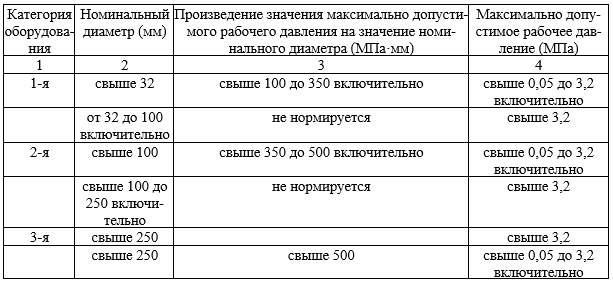 Категория оборудова-ния | Номинальный диаметр (мм) | Произведение значения максимально допусти-мого рабочего давления на значение номи-нального диаметра (МПа·мм) | Максимально допу-стимое рабочее дав-ление (МПа)
1 | 2 | 3 | 4
1-я | свыше 32 | свыше 100 до 350 включительно | свыше 0,05 до 3,2 включительно
от 32 до 100 включительно | не нормируется | свыше 3,2
2-я | свыше 100 | свыше 350 до 500 включительно | свыше 0,05 до 3,2 включительно
свыше 100 до 250 включи-тельно | не нормируется | свыше 3,2
3-я | свыше 250 | свыше 3,2
свыше 250 | свыше 500 | свыше 0,05 до 3,2 включительно